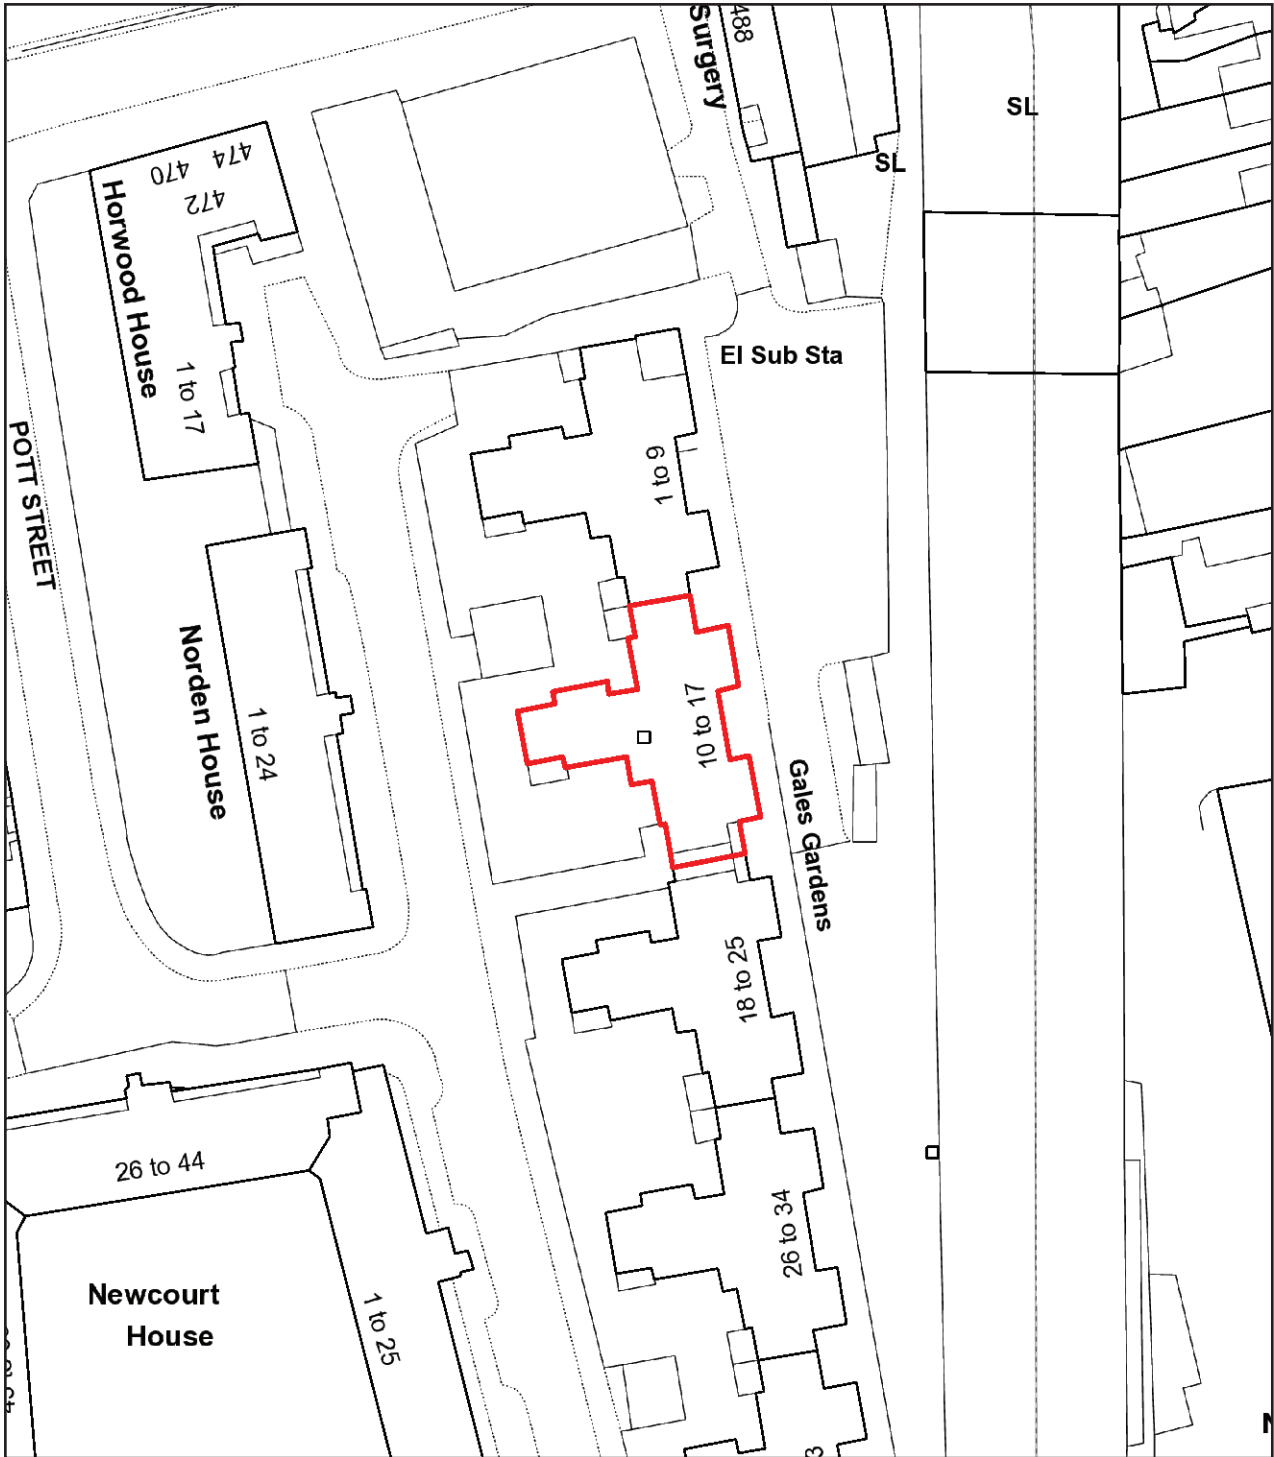 Surgery
488
SL
SL
474
470
472
Horwood House
1 to 17
El Sub Sta
POTT STREET
1 to 9
Norden House
1 to 24
10 to 17
Gales Gardens
18 to 25
26 to 44
26 to 34
Newcourt
House
1 to 25